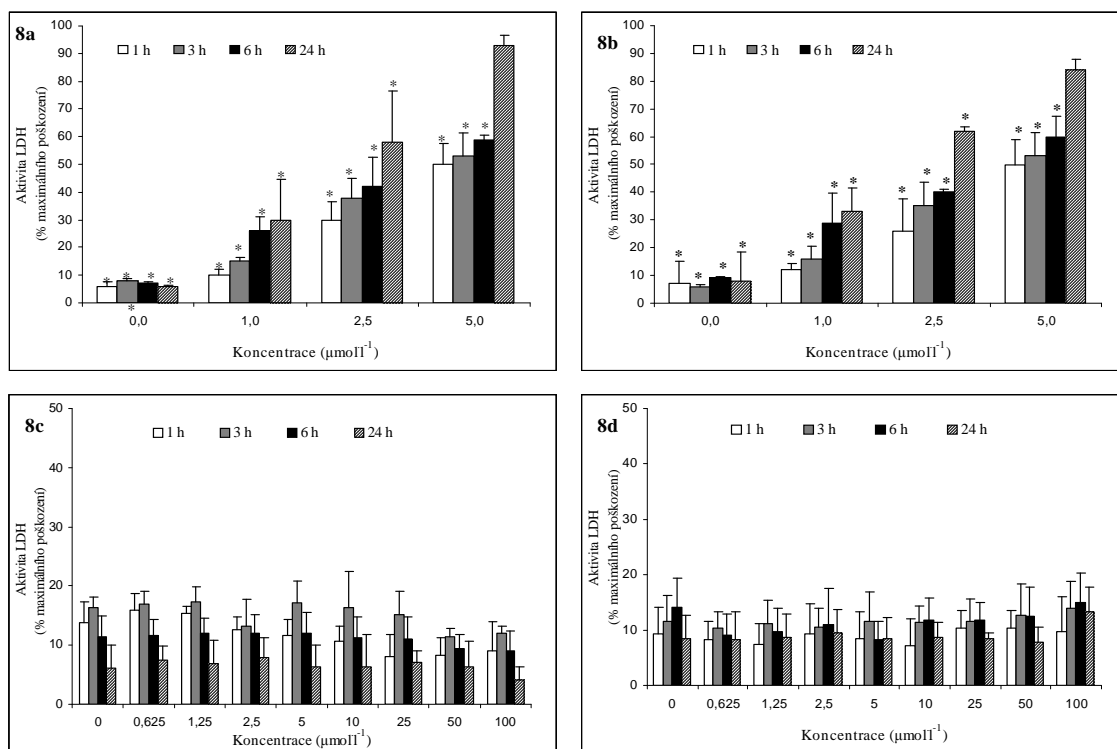 8a
1 h 3 h 6 h 24 h
Aktivita LDH
(% maximálního poškození)
100
90
80
70
60
50
40
30
20
10
0
* * * *
*
* * * *
* * * *
* * *
0,0 1,0 2,5 5,0
Koncentrace (μmol¨l-1)
8b
1 h 3 h 6 h 24 h
Aktivita LDH
(% maximálního poškození)
100
90
80
70
60
50
40
30
20
10
0
* * * *
* * * *
* * * *
* * *
0,0 1,0 2,5 5,0
Koncentrace (μmol¨l-1)
8c
1 h 3 h 6 h 24 h
Aktivita LDH
(% maximálního poškození)
50
40
30
20
10
0
0 0,625 1,25 2,5 5 10 25 50 100
Koncentrace (μmol¨l-1)
8d
1 h 3 h 6 h 24 h
Aktivita LDH
(% maximálního poškození)
50
40
30
20
10
0
0 0,625 1,25 2,5 5 10 25 50 100
Koncentrace (μmol¨l-1)